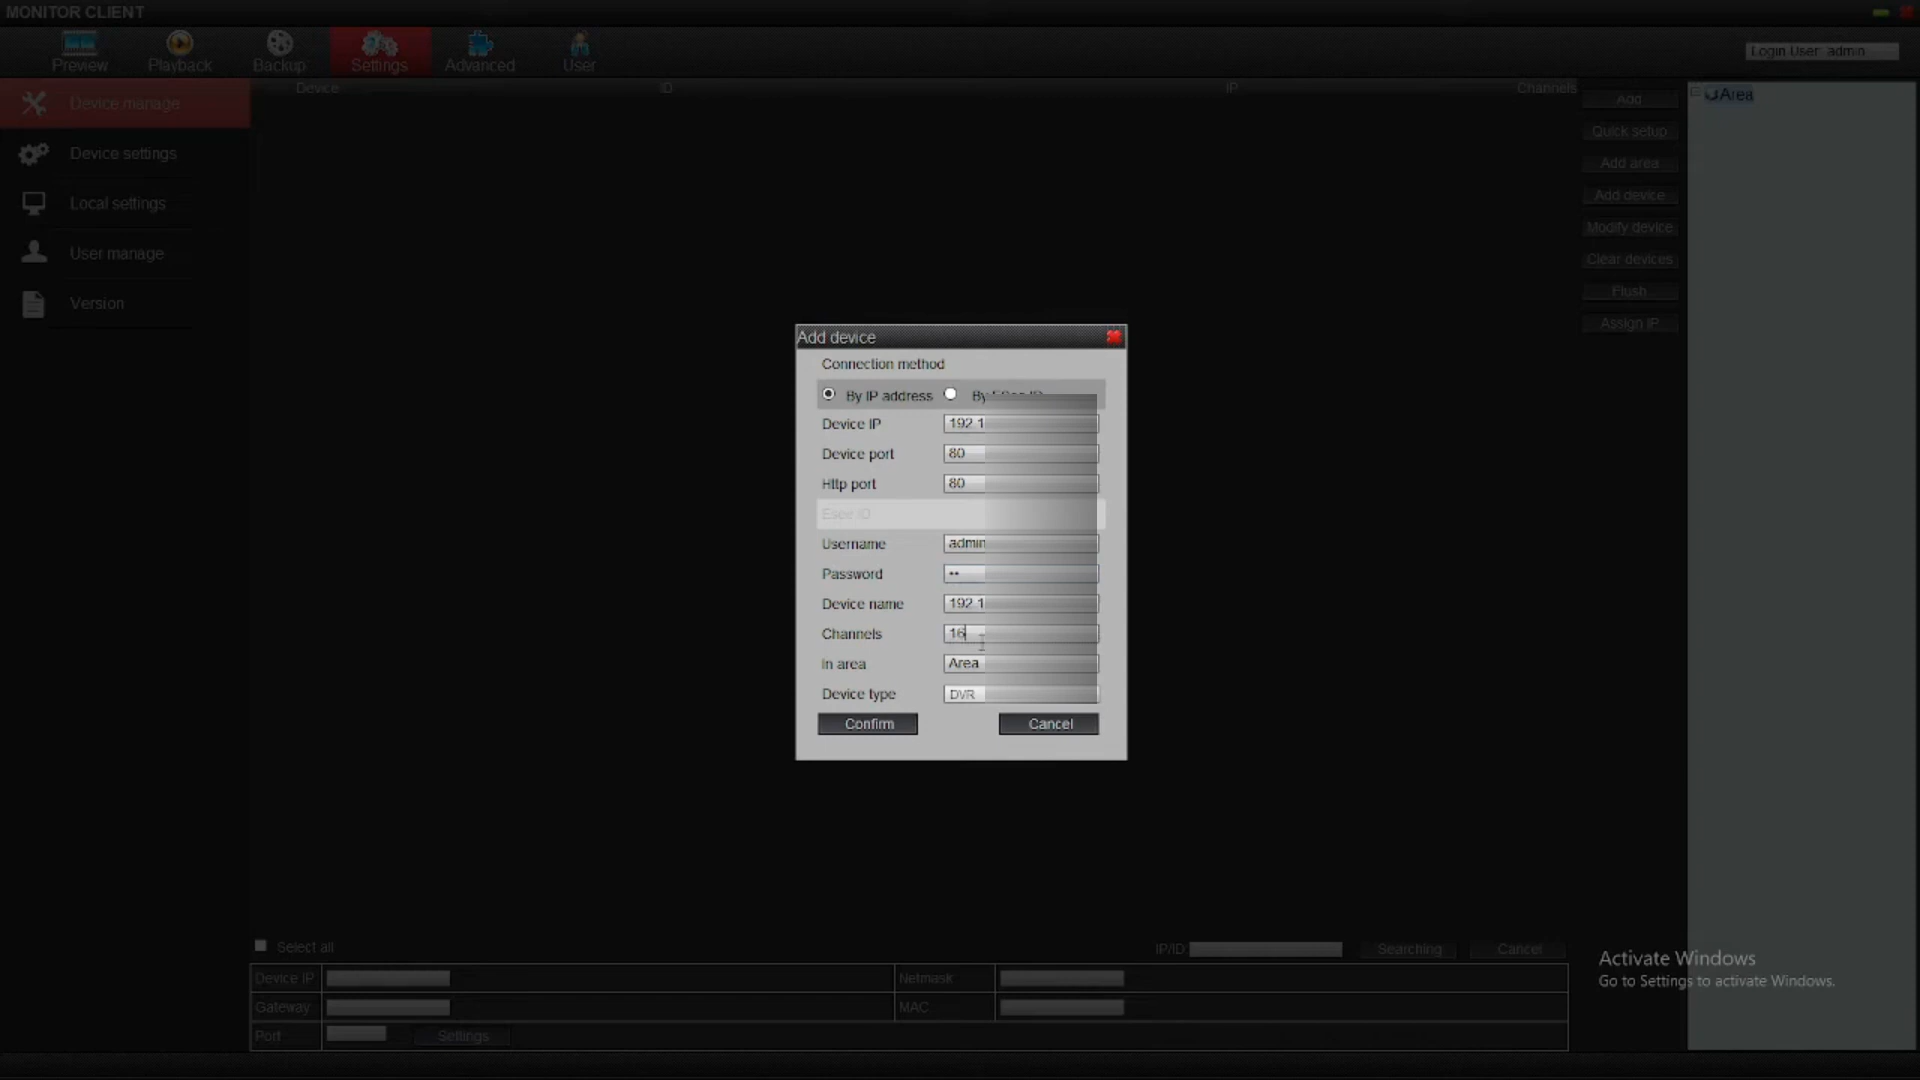 MONITOR CLIENT
Preview
Playback
Backup
Settings
Advanced
User
Login User: admin
Device manage
Device settings
Local settings
User manage
Version
Device ID IP Channels
Add
Quick setup
Add area
Add device
Modify device
Clear devices
Flush
Assign IP
Area
Add device
Connection method
By IP address By
Device IP 192.1
Device port 80
Http port 80
Esee ID
Username admin
Password ••
Device name 192.1
Channels 16
In area Area
Device type DVR
Confirm Cancel
Select all IP/ID Searching Cancel
Device IP Netmask
Gateway MAC
Port Settings
Activate Windows
Go to Settings to activate Windows.